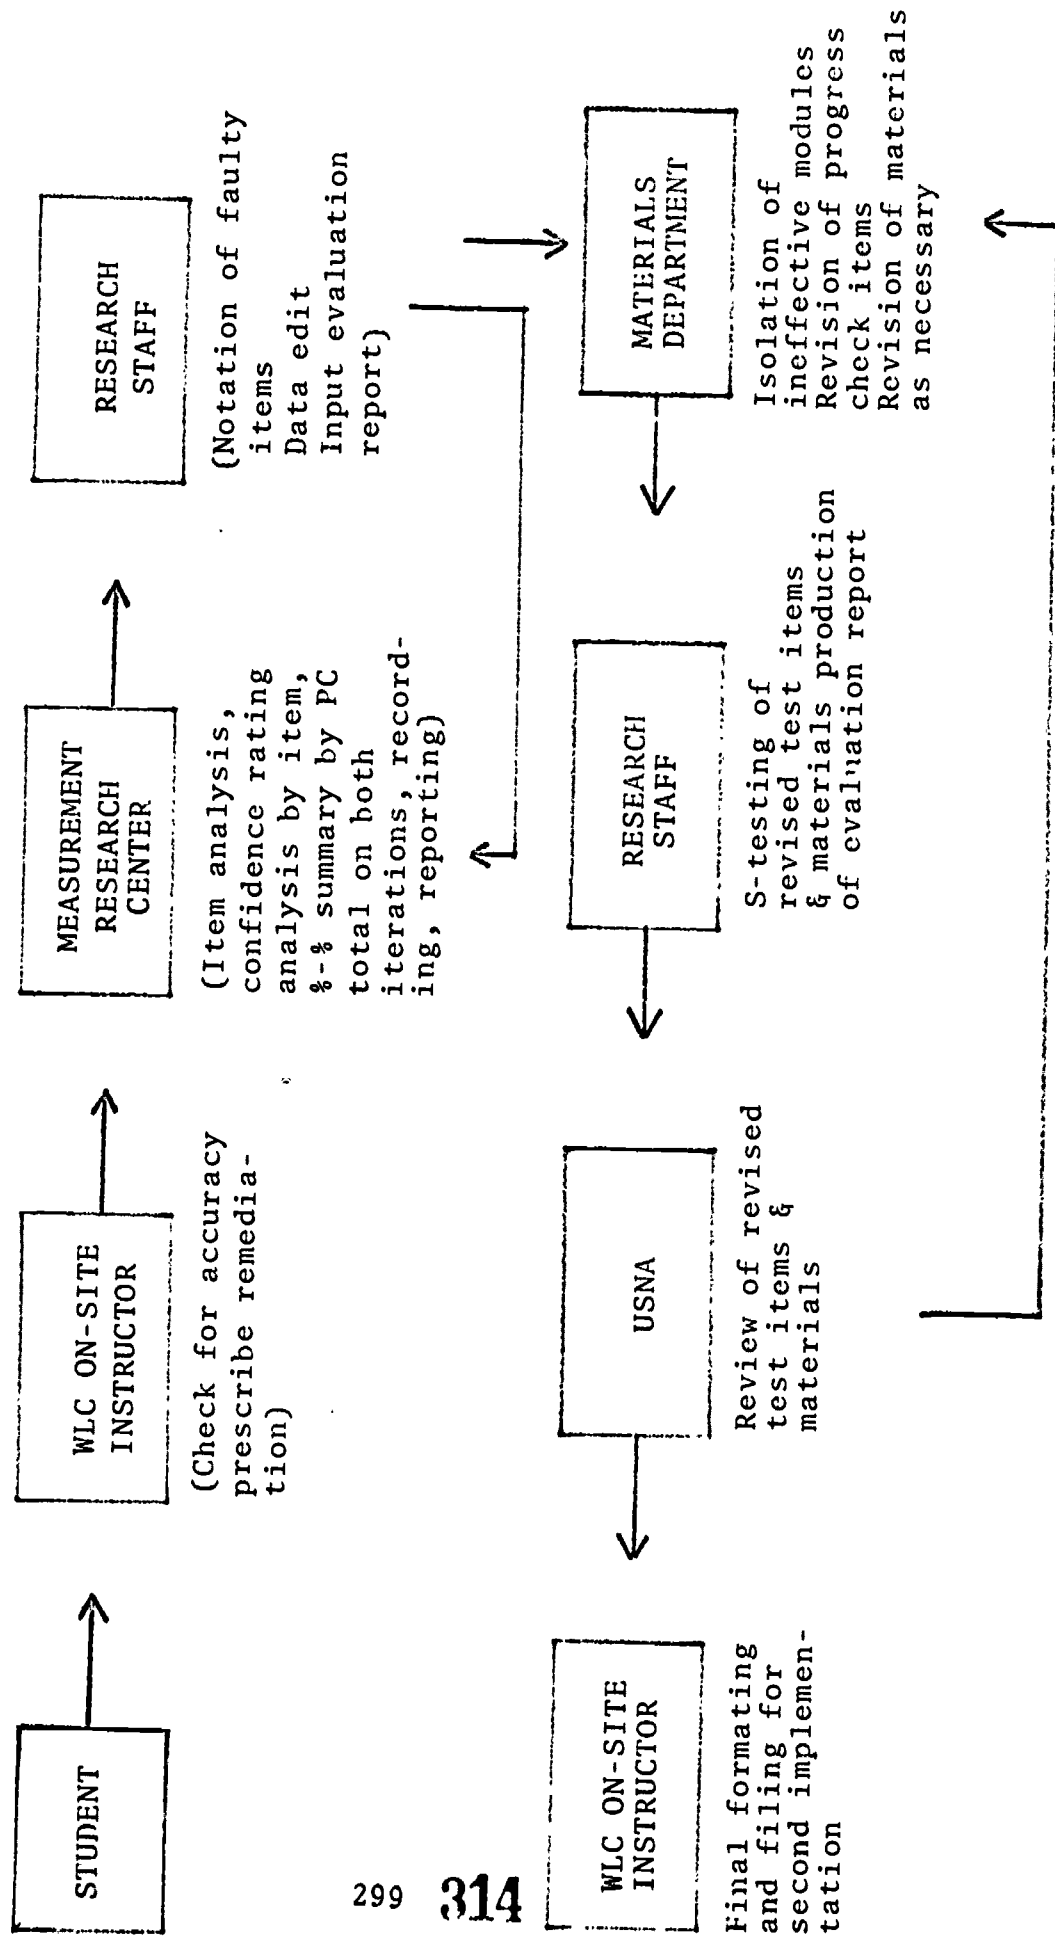 STUDENT
WLC ON-SITE
INSTRUCTOR
(Check for accuracy
prescribe remedia-
tion)
MEASUREMENT
RESEARCH
CENTER
(Item analysis,
confidence rating
analysis by item,
%-% summary by PC
total on both
iterations, record-
ing, reporting)
RESEARCH
STAFF
(Notation of faulty
items
Data edit
Input evaluation
report)
MATERIALS
DEPARTMENT
Isolation of
ineffective modules
Revision of progress
check items
Revision of materials
as necessary
RESEARCH
STAFF
S-testing of
revised test items
& materials production
of evaluation report
USNA
Review of revised
test items &
materials
WLC ON-SITE
INSTRUCTOR
Final formating
and filing for
second implemen-
tation
299
314